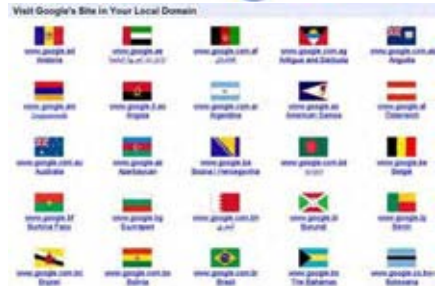 Visit Google's Site in Your Local Domain
www.google.ad www.google.ae www.google.com.af www.google.com.ag www.google.com.ai
Andorra Antigua and Barbuda Anguilla
www.google.am www.google.it.ao www.google.com.ar www.google.as www.google.at
Angola Argentina American Samoa Österreich
www.google.com.au www.google.az www.google.ba www.google.com.bd www.google.be
Australia Azərbaycan België
www.google.bf www.google.bg www.google.com.bh www.google.bi www.google.bj
Burkina Faso България البحرين Burundi Bénin
www.google.com.bn www.google.com.bo www.google.com.br www.google.bs www.google.co.bw
Brunei Bolivia Brasil The Bahamas Botswana